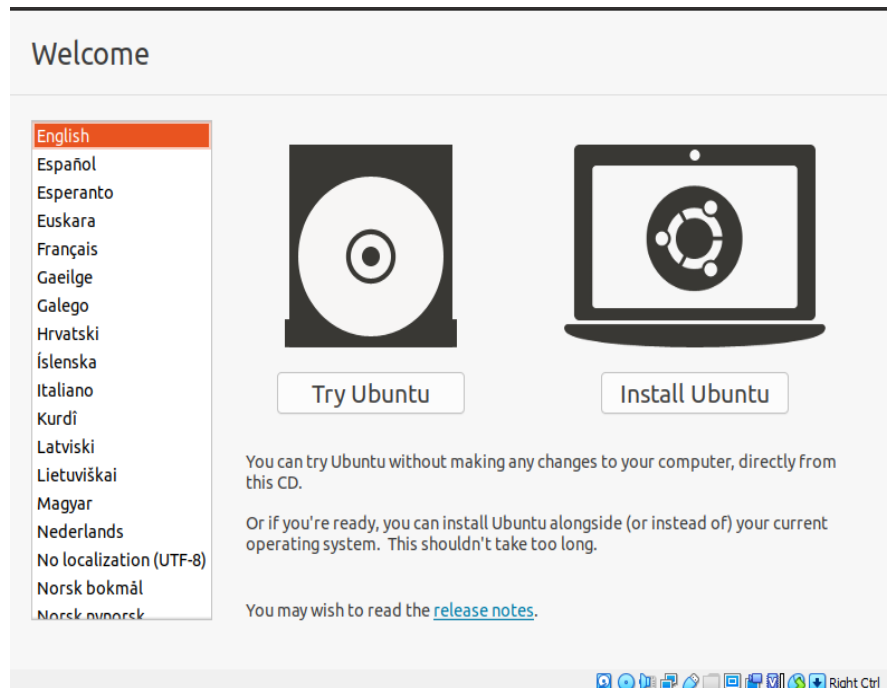 Welcome
English
Español
Esperanto
Euskara
Français
Gaeilge
Galego
Hrvatski
Íslenska
Italiano
Kurdî
Latviski
Lietuviškai
Magyar
Nederlands
No localization (UTF-8)
Norsk bokmål
Norsk nynorsk
Try Ubuntu
Install Ubuntu
You can try Ubuntu without making any changes to your computer, directly from
this CD.
Or if you're ready, you can install Ubuntu alongside (or instead of) your current
operating system. This shouldn't take too long.
You may wish to read the release notes.
Right Ctrl